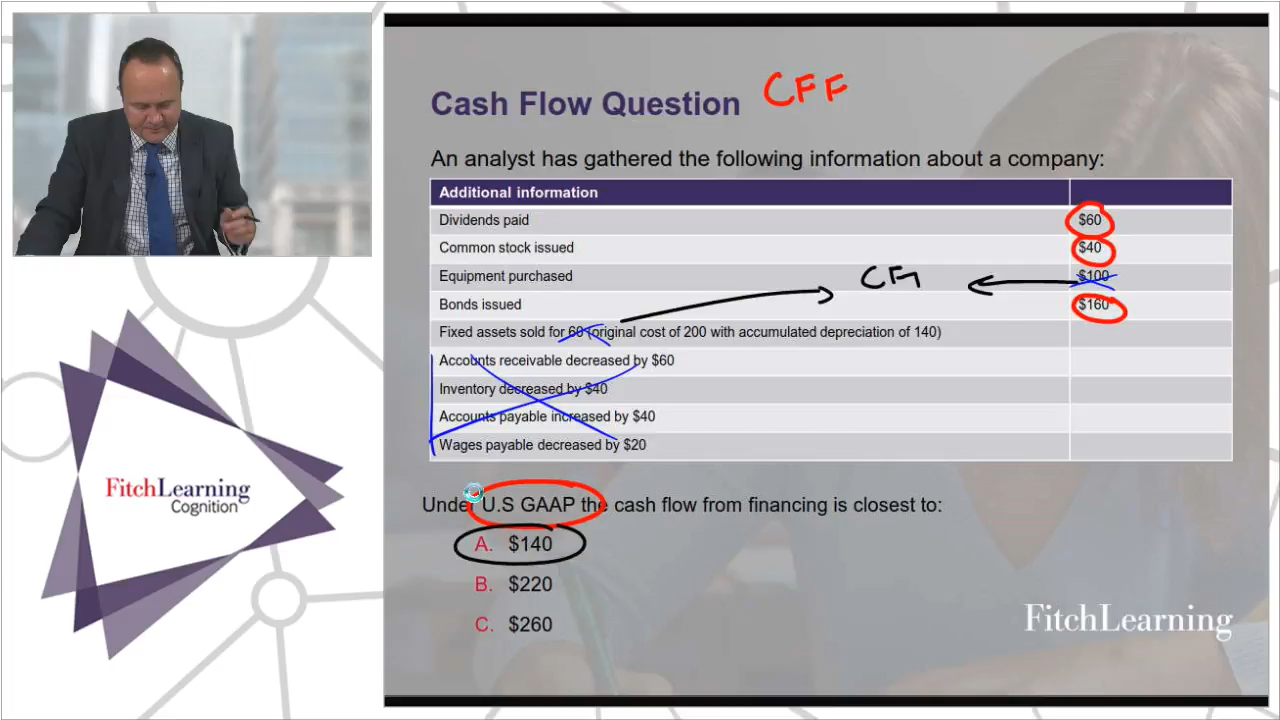 Cash Flow Question CFF
An analyst has gathered the following information about a company:
Additional information
Dividends paid $60
Common stock issued $40
Equipment purchased $100
Bonds issued $160
Fixed assets sold for 60 (original cost of 200 with accumulated depreciation of 140)
Accounts receivable decreased by $60
Inventory decreased by $40
Accounts payable increased by $40
Wages payable decreased by $20
Under U.S GAAP the cash flow from financing is closest to:
A. $140
B. $220
C. $260
FitchLearning
Cognition
FitchLearning